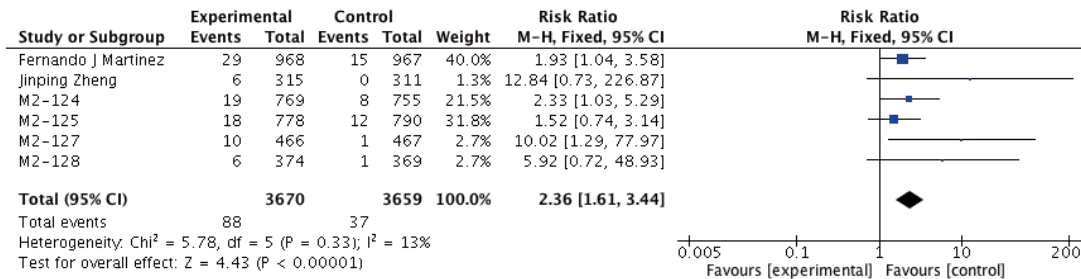 Experimental Control Risk Ratio Risk Ratio
Study or Subgroup Events Total Events Total Weight M-H, Fixed, 95% CI M-H, Fixed, 95% CI
Fernando J Martinez 29 968 15 967 40.0% 1.93 [1.04, 3.58]
Jinping Zheng 6 315 0 311 1.3% 12.84 [0.73, 226.87]
M2-124 19 769 8 755 21.5% 2.33 [1.03, 5.29]
M2-125 18 778 12 790 31.8% 1.52 [0.74, 3.14]
M2-127 10 466 1 467 2.7% 10.02 [1.29, 77.97]
M2-128 6 374 1 369 2.7% 5.92 [0.72, 48.93]
Total (95% CI) 3670 3659 100.0% 2.36 [1.61, 3.44]
Total events 88 37
Heterogeneity: Chi² = 5.78, df = 5 (P = 0.33); I² = 13%
Test for overall effect: Z = 4.43 (P < 0.00001)
0.005 0.1 1 10 200
Favours [experimental] Favours [control]